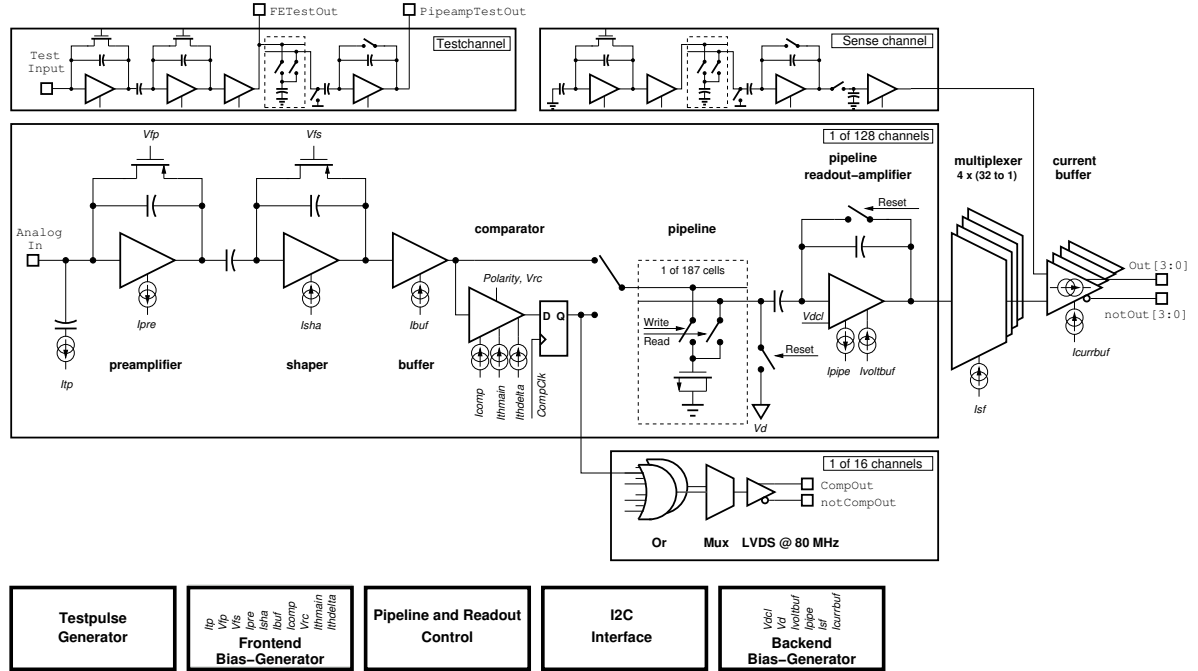 FETestOut
PipeampTestOut
Testchannel
Test
Input
Sense channel
1 of 128 channels
Vfp
Vfs
pipeline
readout−amplifier
multiplexer
4 x (32 to 1)
current
buffer
Reset
Analog
In
comparator
pipeline
1 of 187 cells
Polarity, Vrc
Out[3:0]
notOut[3:0]
Ipre
Isha
Ibuf
D Q
Write
Read
Reset
Vdcl
Icurrbuf
preamplifier
shaper
buffer
Itp
Icomp
Ithmain
Ithdelta
CompClk
Ipipe
Ivoltbuf
Isf
Vd
1 of 16 channels
CompOut
notCompOut
Or
Mux
LVDS @ 80 MHz
Testpulse
Generator
Itp
Vfp
Vfs
Ipre
Isha
Ibuf
Icomp
Vrc
Ithmain
Ithdelta
Frontend
Bias−Generator
Pipeline and Readout
Control
I2C
Interface
Vdcl
Vd
Ivoltbuf
Ipipe
Isf
Icurrbuf
Backend
Bias−Generator